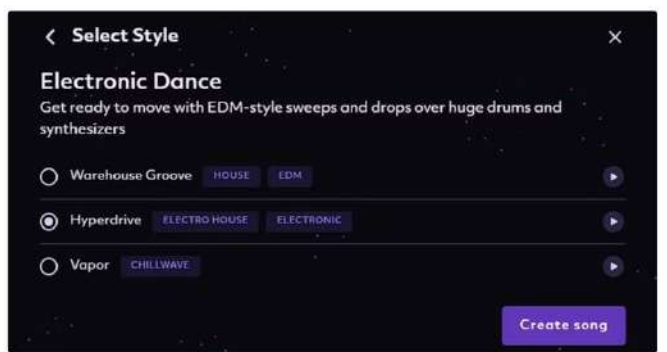 Select Style
Electronic Dance
Get ready to move with EDM-style sweeps and drops over huge drums and
synthesizers
Warehouse Groove HOUSE EDM
Hyperdrive ELECTRO HOUSE ELECTRONIC
Vapor CHILLWAVE
Create song